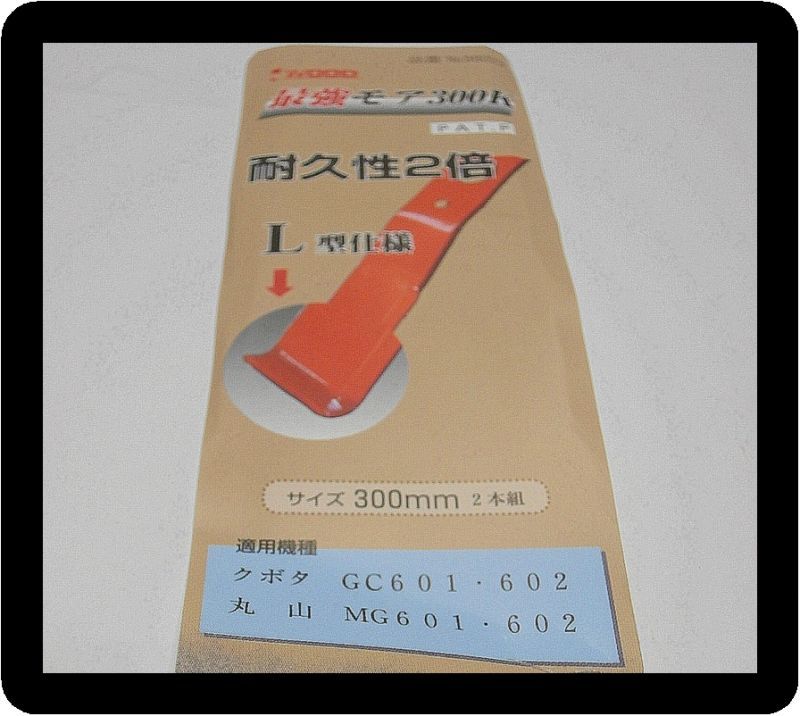 最強モア300K
PAT.P
耐久性2倍
L 型仕様
サイズ 300mm 2本組
適用機種
クボタ GC601・602
丸山 MG601・602